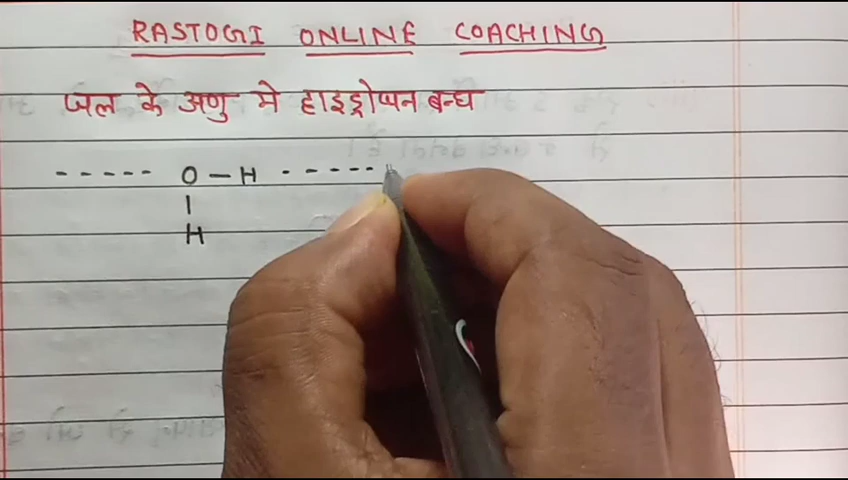 RASTOGI ONLINE COACHING
जल के अणु मे हाइड्रोजन बन्ध
----- O — H -----
|
H